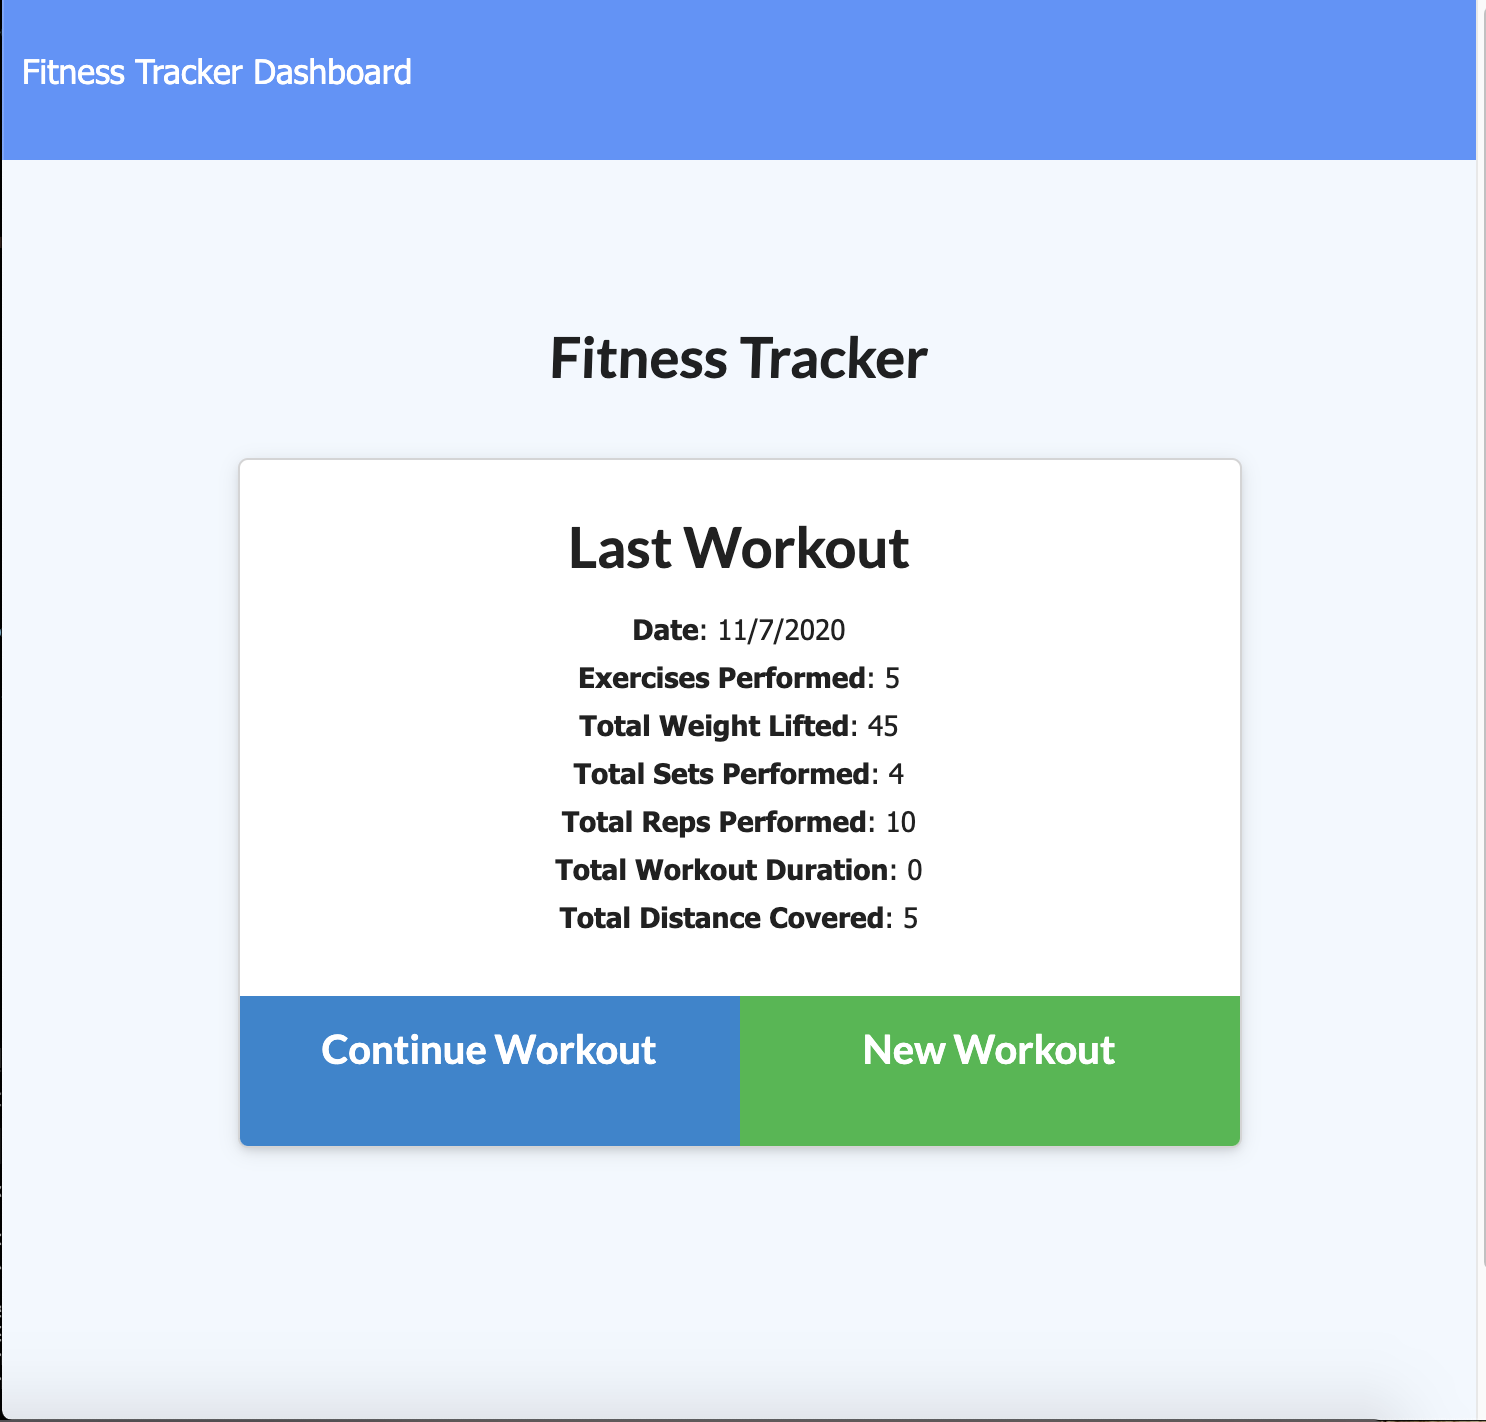 Fitness Tracker Dashboard
Fitness Tracker
Last Workout
Date: 11/7/2020
Exercises Performed: 5
Total Weight Lifted: 45
Total Sets Performed: 4
Total Reps Performed: 10
Total Workout Duration: 0
Total Distance Covered: 5
Continue Workout
New Workout